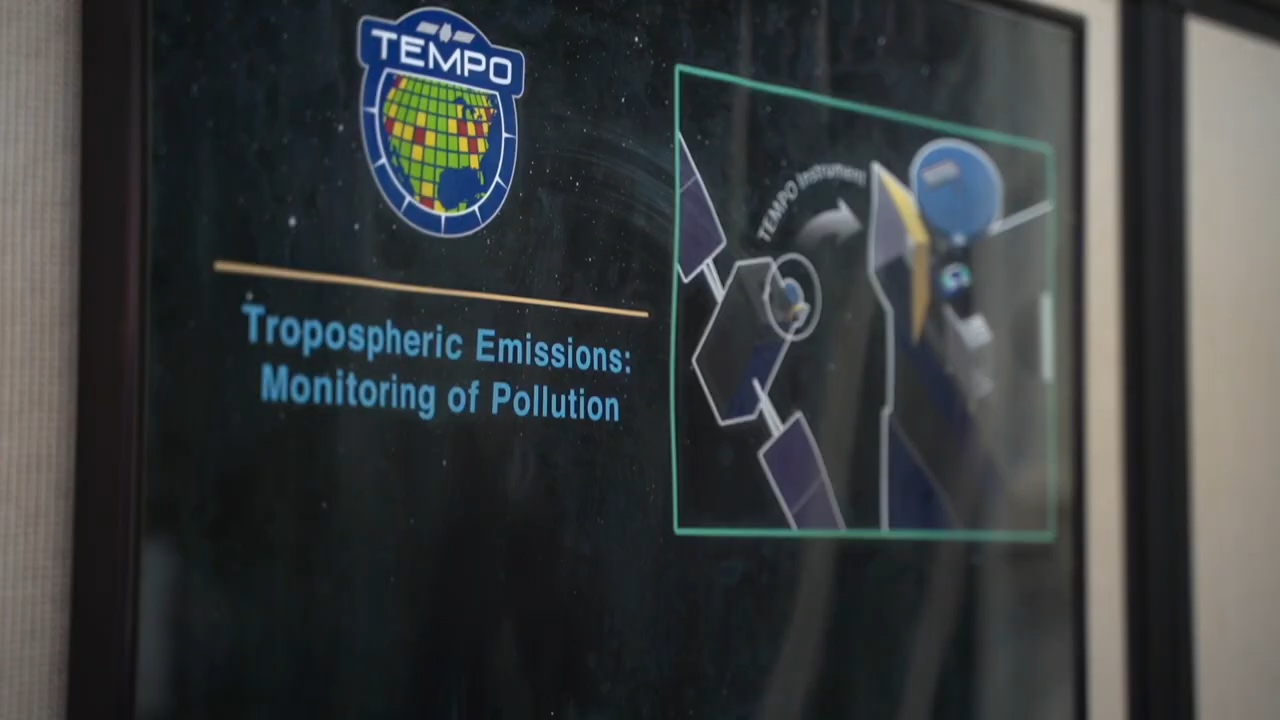 TEMPO
Tropospheric Emissions:
Monitoring of Pollution
TEMPO Instrument